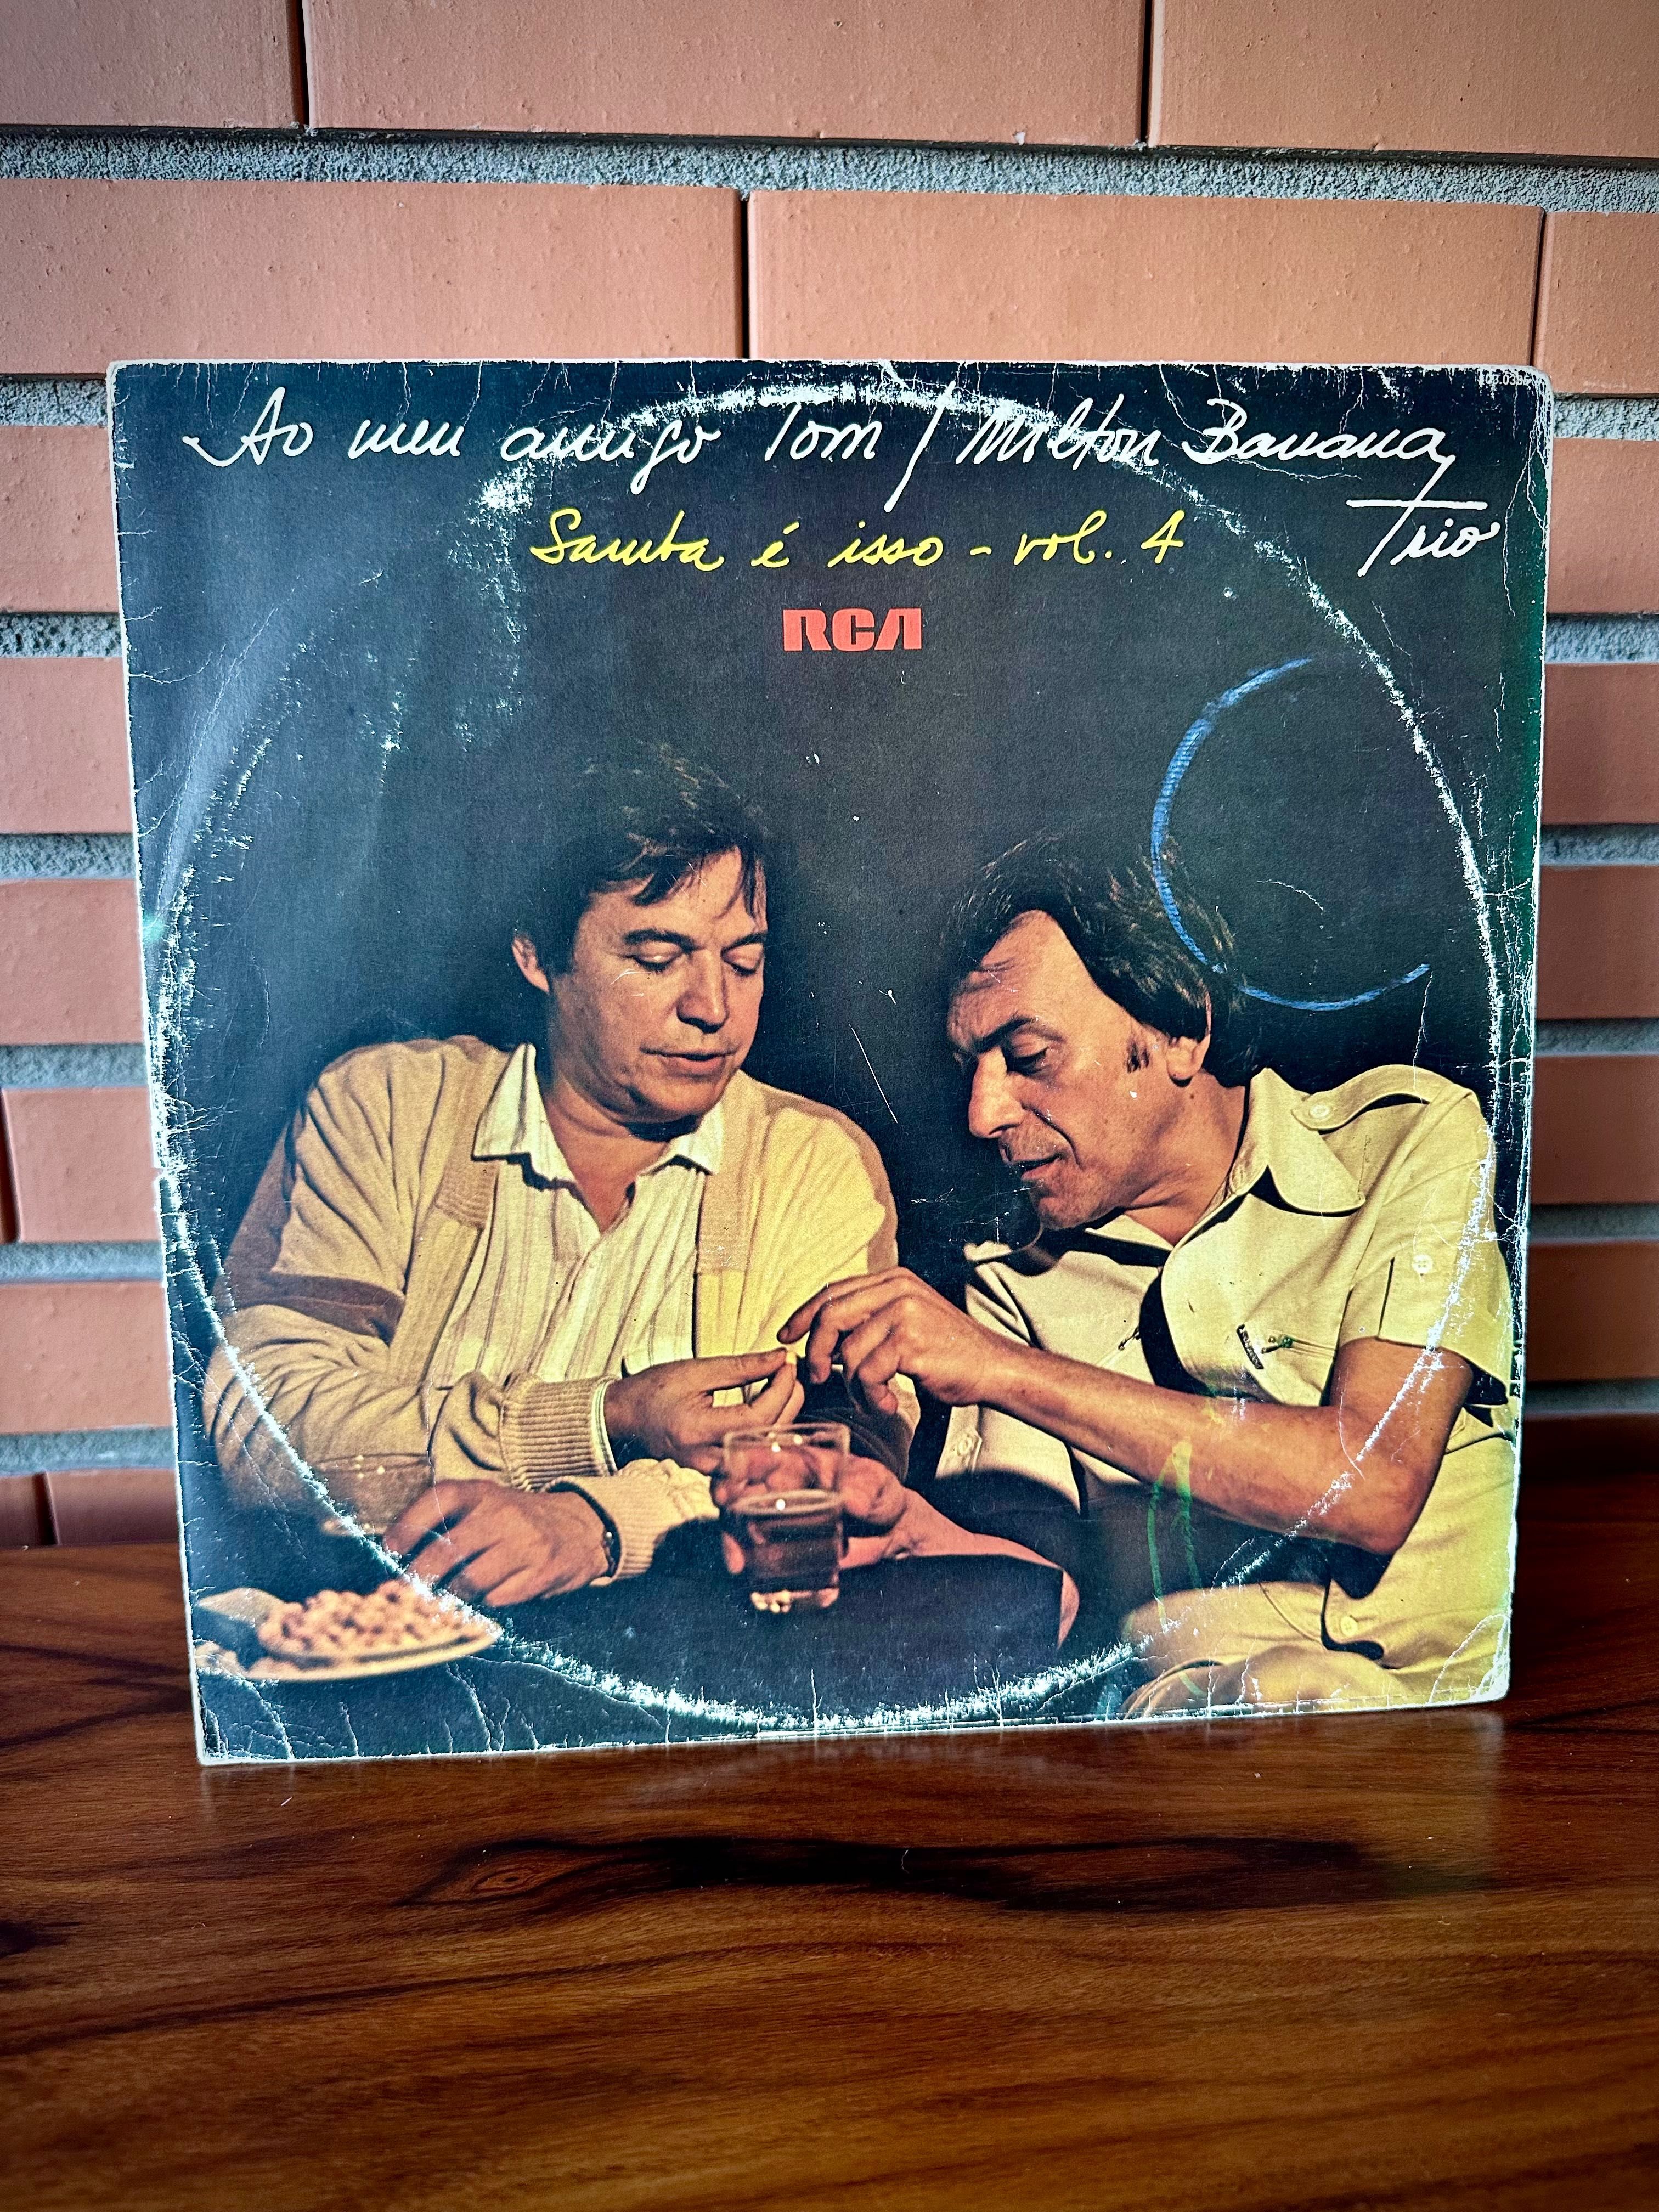 Ao meu amigo Tom / Milton Banana
Trio
Samba é isso - vol. 4
RCA